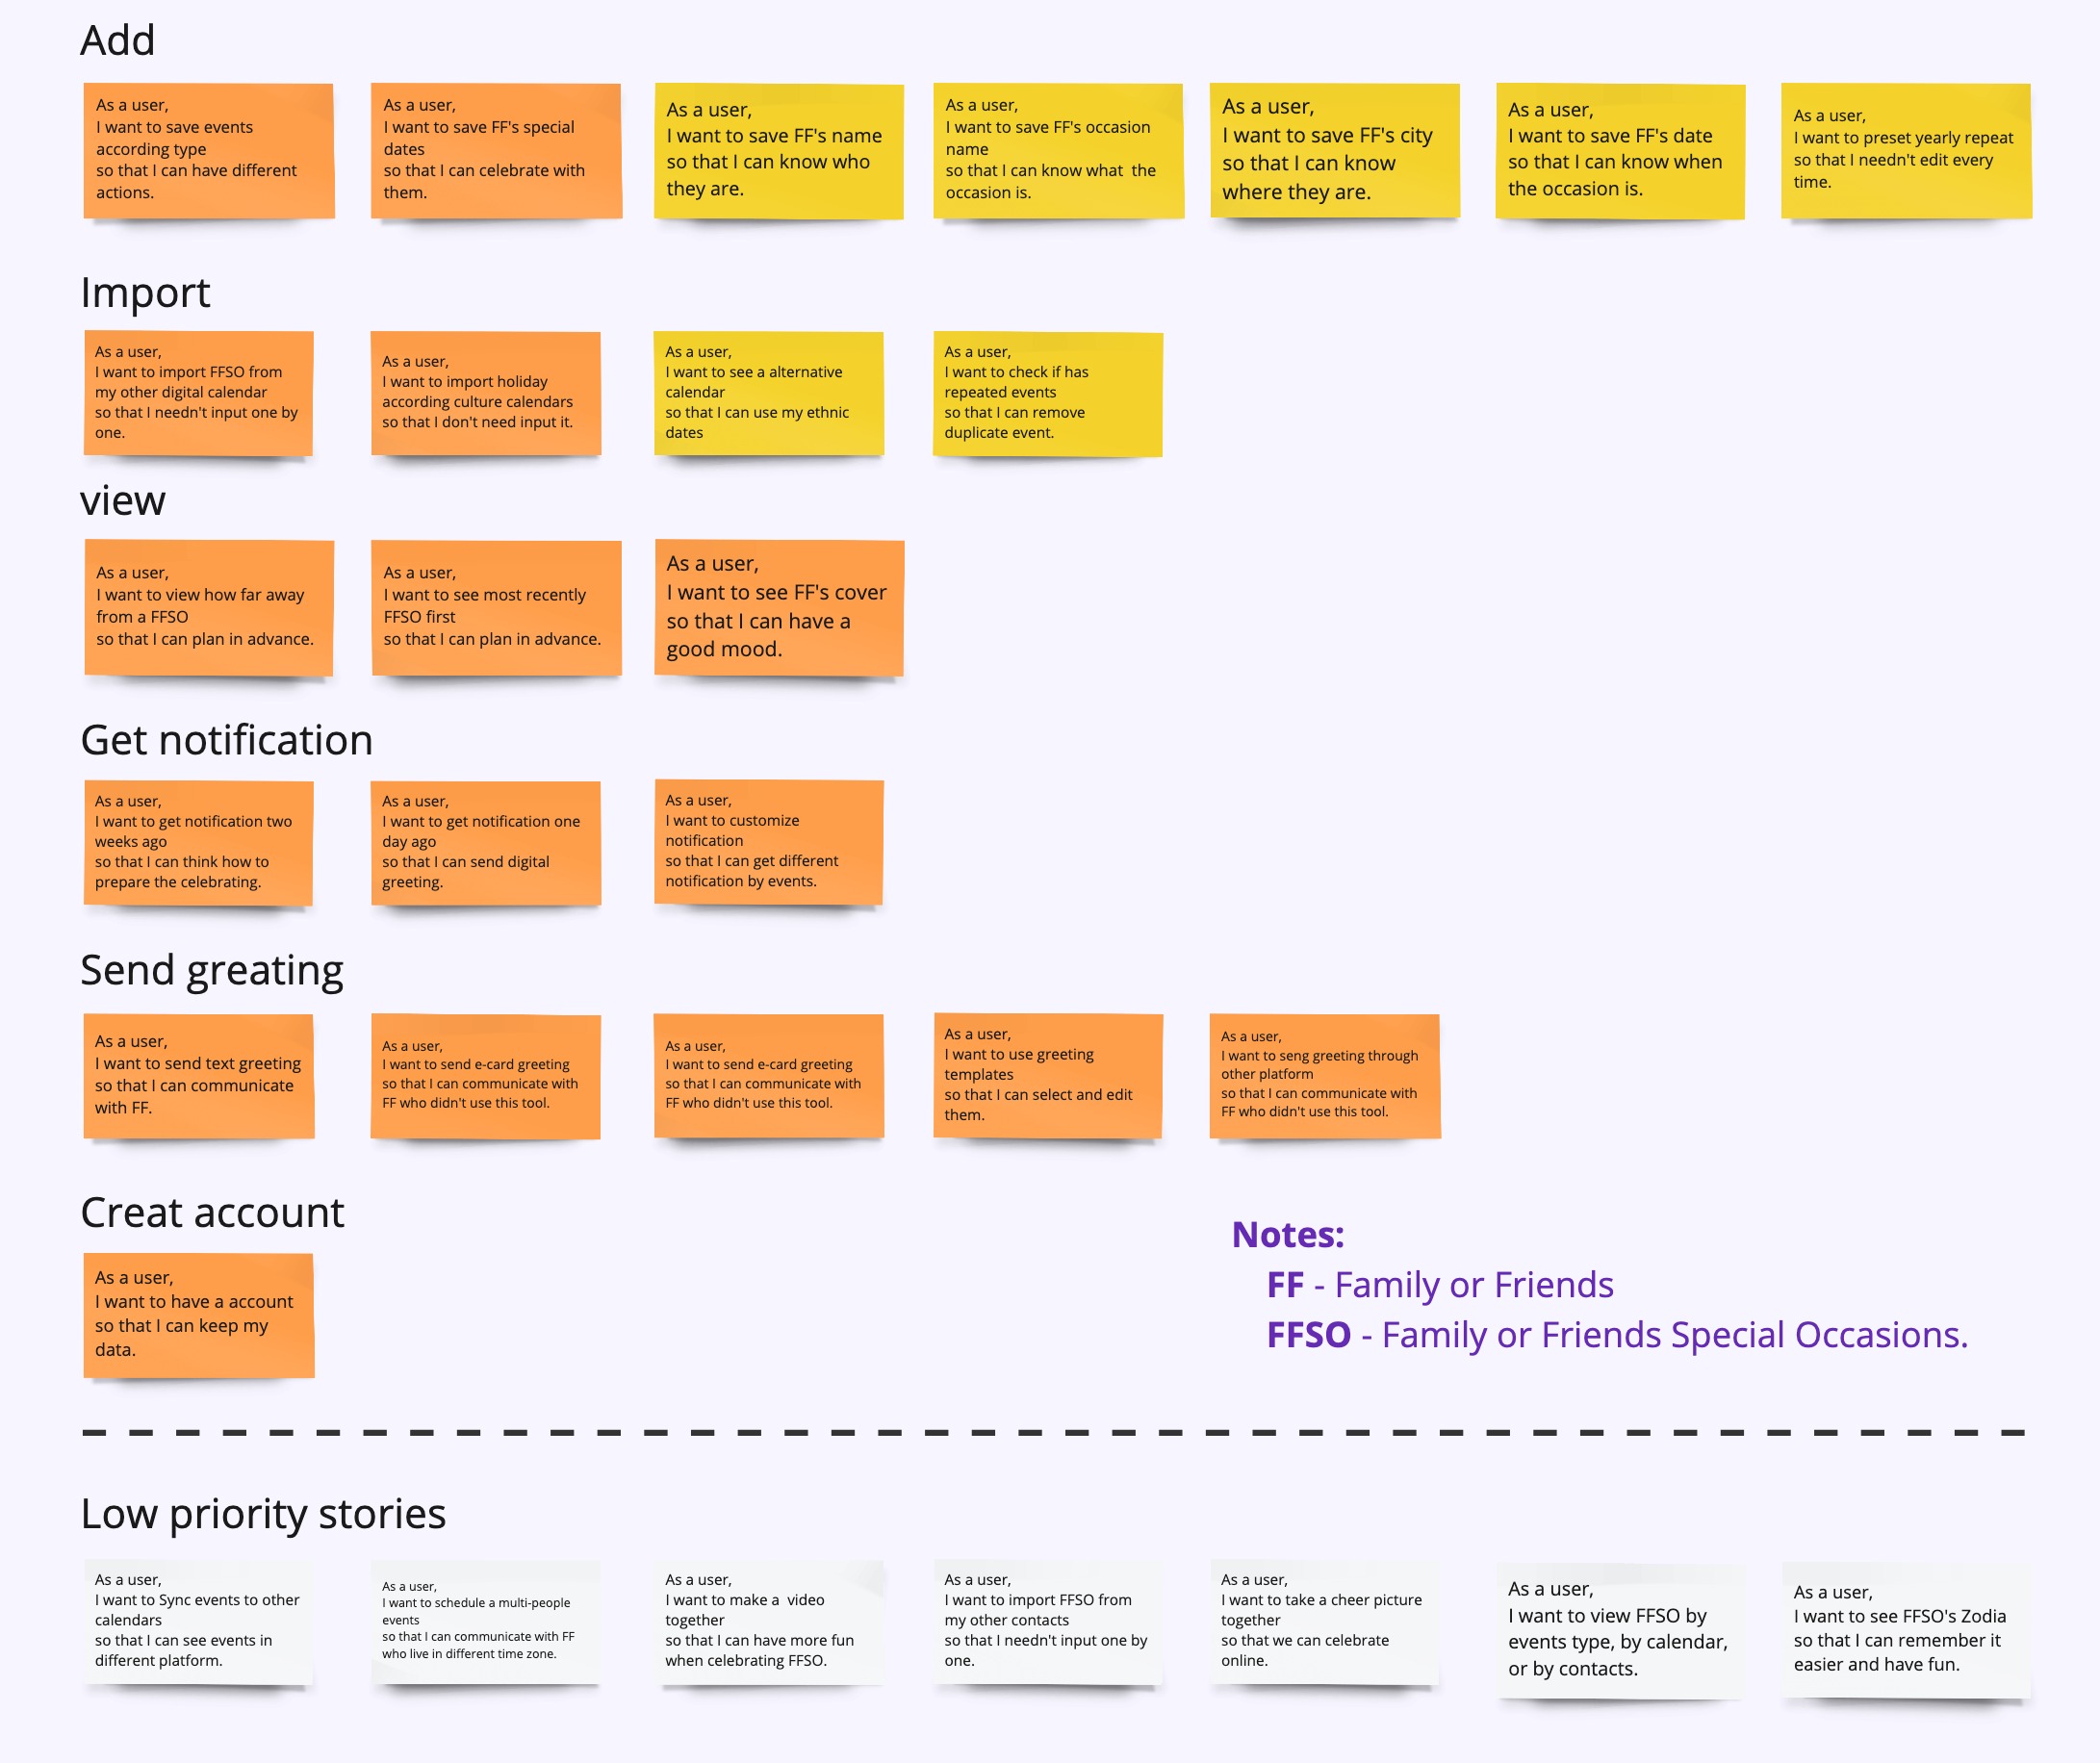 Add
As a user,
I want to save events
according type
so that I can have different
actions.
As a user,
I want to save FF's special
dates
so that I can celebrate with
them.
As a user,
I want to save FF's name
so that I can know who
they are.
As a user,
I want to save FF's occasion
name
so that I can know what  the
occasion is.
As a user,
I want to save FF's city
so that I can know
where they are.
As a user,
I want to save FF's date
so that I can know when
the occasion is.
As a user,
I want to preset yearly repeat
so that I needn't edit every
time.
Import
As a user,
I want to import FFSO from
my other digital calendar
so that I needn't input one by
one.
As a user,
I want to import holiday
according culture calendars
so that I don't need input it.
As a user,
I want to see a alternative
calendar
so that I can use my ethnic
dates
As a user,
I want to check if has
repeated events
so that I can remove
duplicate event.
view
As a user,
I want to view how far away
from a FFSO
so that I can plan in advance.
As a user,
I want to see most recently
FFSO first
so that I can plan in advance.
As a user,
I want to see FF's cover
so that I can have a
good mood.
Get notification
As a user,
I want to get notification two
weeks ago
so that I can think how to
prepare the celebrating.
As a user,
I want to get notification one
day ago
so that I can send digital
greeting.
As a user,
I want to customize
notification
so that I can get different
notification by events.
Send greating
As a user,
I want to send text greeting
so that I can communicate
with FF.
As a user,
I want to send e-card greeting
so that I can communicate with
FF who didn't use this tool.
As a user,
I want to send e-card greeting
so that I can communicate with
FF who didn't use this tool.
As a user,
I want to use greeting
templates
so that I can select and edit
them.
As a user,
I want to seng greeting through
other platform
so that I can communicate with
FF who didn't use this tool.
Creat account
As a user,
I want to have a account
so that I can keep my
data.
Notes:
FF - Family or Friends
FFSO - Family or Friends Special Occasions.
Low priority stories
As a user,
I want to Sync events to other
calendars
so that I can see events in
different platform.
As a user,
I want to schedule a multi-people
events
so that I can communicate with FF
who live in different time zone.
As a user,
I want to make a  video
together
so that I can have more fun
when celebrating FFSO.
As a user,
I want to import FFSO from
my other contacts
so that I needn't input one by
one.
As a user,
I want to take a cheer picture
together
so that we can celebrate
online.
As a user,
I want to view FFSO by
events type, by calendar,
or by contacts.
As a user,
I want to see FFSO's Zodia
so that I can remember it
easier and have fun.